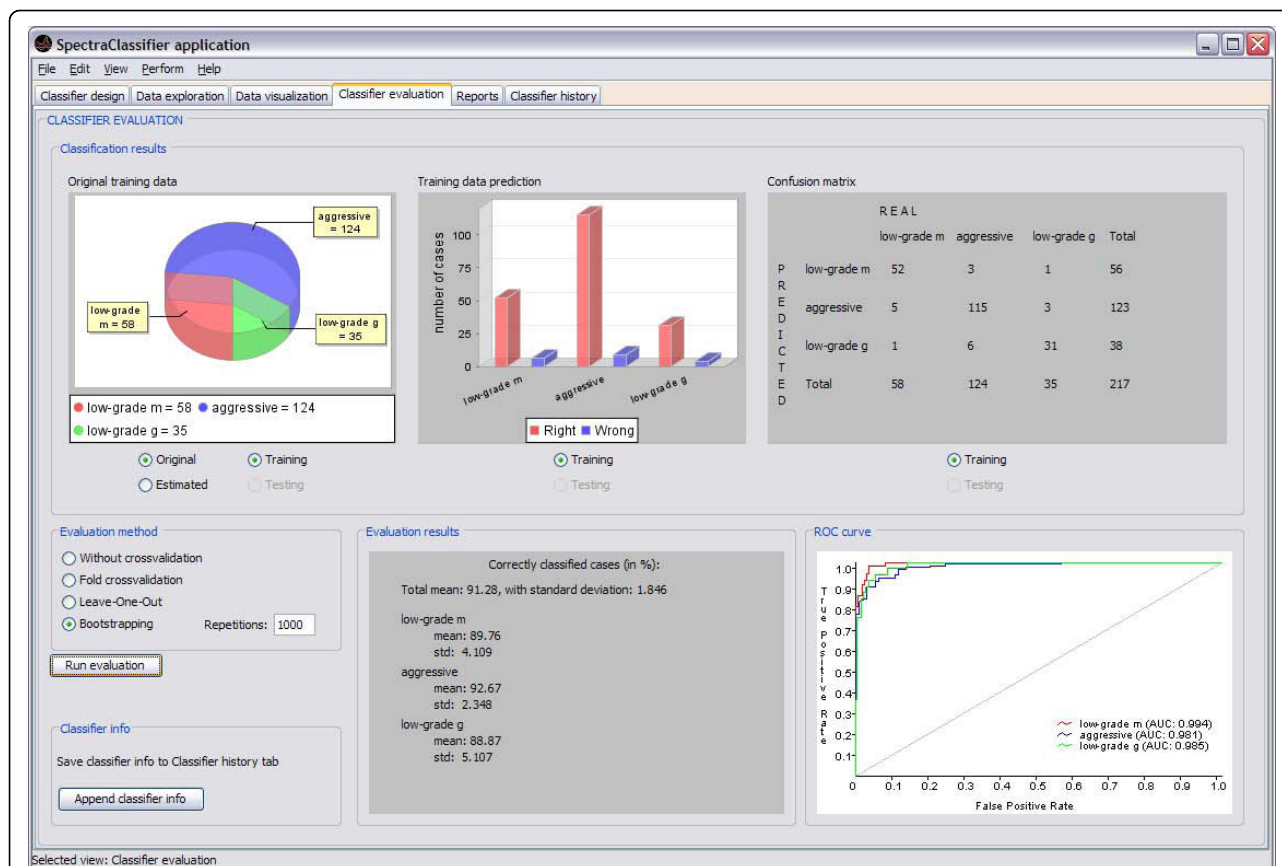 SpectraClassifier application
File Edit View Perform Help
Classifier design Data exploration Data visualization Classifier evaluation Reports Classifier history
CLASSIFIER EVALUATION
Classification results
Original training data
aggressive
= 124
low-grade
m = 58
low-grade g
= 35
low-grade m = 58 aggressive = 124
low-grade g = 35
Original Training
Estimated Testing
Training data prediction
number of cases
100
75
50
25
0
low-grade m aggressive low-grade g
Right Wrong
Training
Testing
Confusion matrix
REAL
low-grade m aggressive low-grade g Total
PREDICTED
low-grade m 52 3 1 56
aggressive 5 115 3 123
low-grade g 1 6 31 38
Total 58 124 35 217
Training
Testing
Evaluation method
Without crossvalidation
Fold crossvalidation
Leave-One-Out
Bootstrapping Repetitions: 1000
Run evaluation
Classifier info
Save classifier info to Classifier history tab
Append classifier info
Evaluation results
Correctly classified cases (in %):
Total mean: 91.28, with standard deviation: 1.846
low-grade m
mean: 89.76
std: 4.109
aggressive
mean: 92.67
std: 2.348
low-grade g
mean: 88.87
std: 5.107
ROC curve
True Positive Rate
1.0
0.9
0.8
0.7
0.6
0.5
0.4
0.3
0.2
0.1
low-grade m (AUC: 0.994)
aggressive (AUC: 0.981)
low-grade g (AUC: 0.985)
0 0.1 0.2 0.3 0.4 0.5 0.6 0.7 0.8 0.9 1.0
False Positive Rate
Selected view: Classifier evaluation